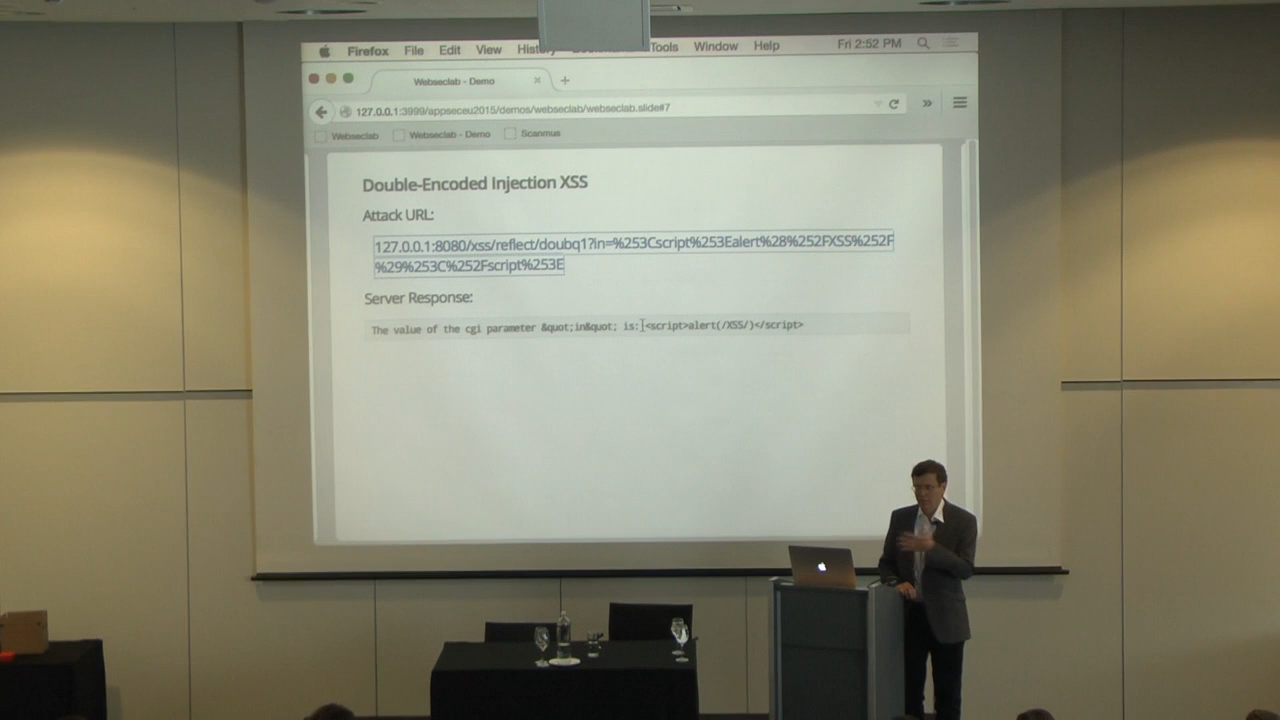 Firefox File Edit View Tools Window Help Fri 2:52 PM
Webseclab - Demo
127.0.0.1:3999/appseceu2015/demos/webseclab/webseclab.slide#7
Webseclab Webseclab - Demo Scanmus
Double-Encoded Injection XSS
Attack URL:
127.0.0.1:8080/xss/reflect/doubq1?in=%253Cscript%253Ealert%28%252FXSS%252F
%29%253C%252Fscript%253E
Server Response:
The value of the cgi parameter &quot;in&quot; is: <script>alert(/XSS/)</script>